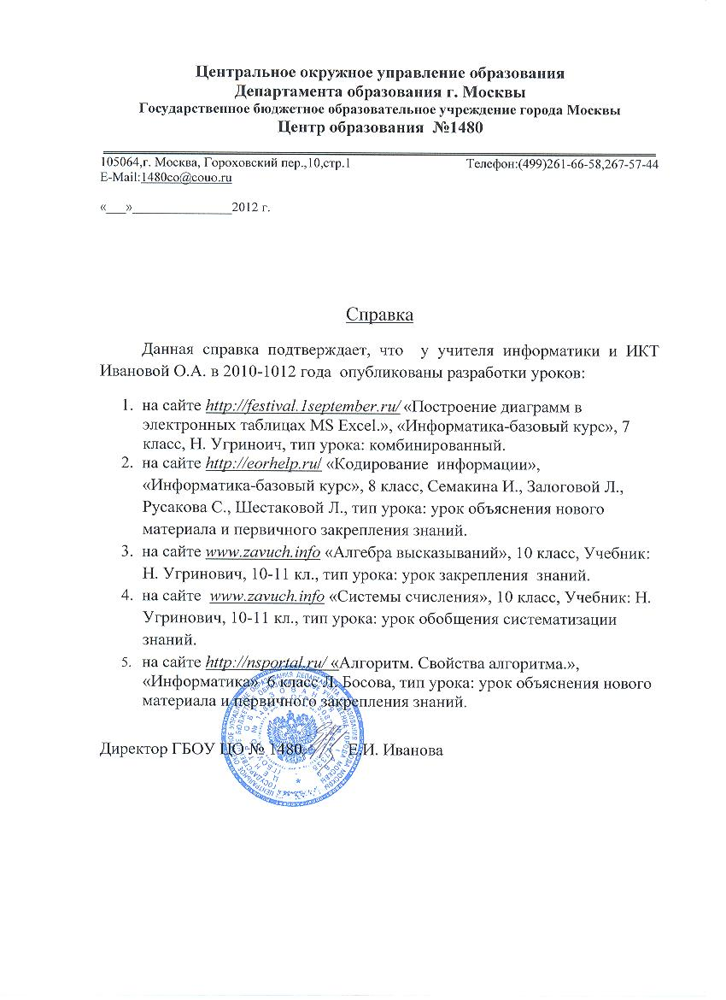 Центральное окружное управление образования
Департамента образования г. Москвы
Государственное бюджетное образовательное учреждение города Москвы
Центр образования №1480
105064,г. Москва, Гороховский пер.,10,стр.1 Телефон:(499)261-66-58,267-57-44
E-Mail:1480co@couo.ru
«___»_______________2012 г.
Справка
Данная справка подтверждает, что у учителя информатики и ИКТ
Ивановой О.А. в 2010-1012 года опубликованы разработки уроков:
1. на сайте http://festival.1september.ru/ «Построение диаграмм в
электронных таблицах MS Excel.», «Информатика-базовый курс», 7
класс, Н. Угриноич, тип урока: комбинированный.
2. на сайте http://eorhelp.ru/ «Кодирование информации»,
«Информатика-базовый курс», 8 класс, Семакина И., Залоговой Л.,
Русакова С., Шестаковой Л., тип урока: урок объяснения нового
материала и первичного закрепления знаний.
3. на сайте www.zavuch.info «Алгебра высказываний», 10 класс, Учебник:
Н. Угринович, 10-11 кл., тип урока: урок закрепления знаний.
4. на сайте www.zavuch.info «Системы счисления», 10 класс, Учебник: Н.
Угринович, 10-11 кл., тип урока: урок обобщения систематизации
знаний.
5. на сайте http://nsportal.ru/ «Алгоритм. Свойства алгоритма.»,
«Информатика» 6 класс Л. Босова, тип урока: урок объяснения нового
материала и первичного закрепления знаний.
Директор ГБОУ ЦО № 1480 Е.И. Иванова